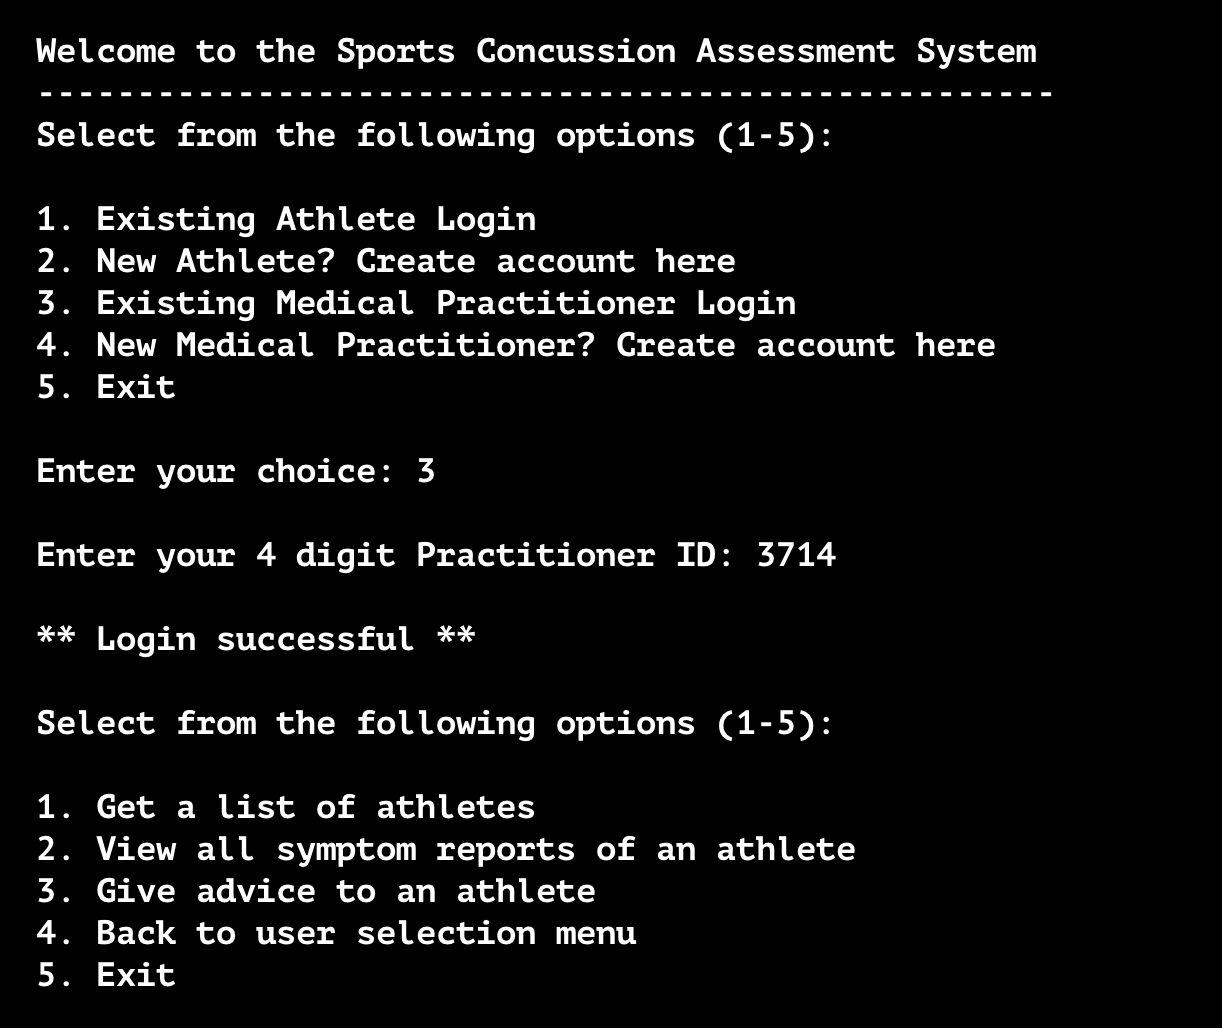 Welcome to the Sports Concussion Assessment System
---------------------------------------------------
Select from the following options (1-5):
1. Existing Athlete Login
2. New Athlete? Create account here
3. Existing Medical Practitioner Login
4. New Medical Practitioner? Create account here
5. Exit
Enter your choice: 3
Enter your 4 digit Practitioner ID: 3714
** Login successful **
Select from the following options (1-5):
1. Get a list of athletes
2. View all symptom reports of an athlete
3. Give advice to an athlete
4. Back to user selection menu
5. Exit